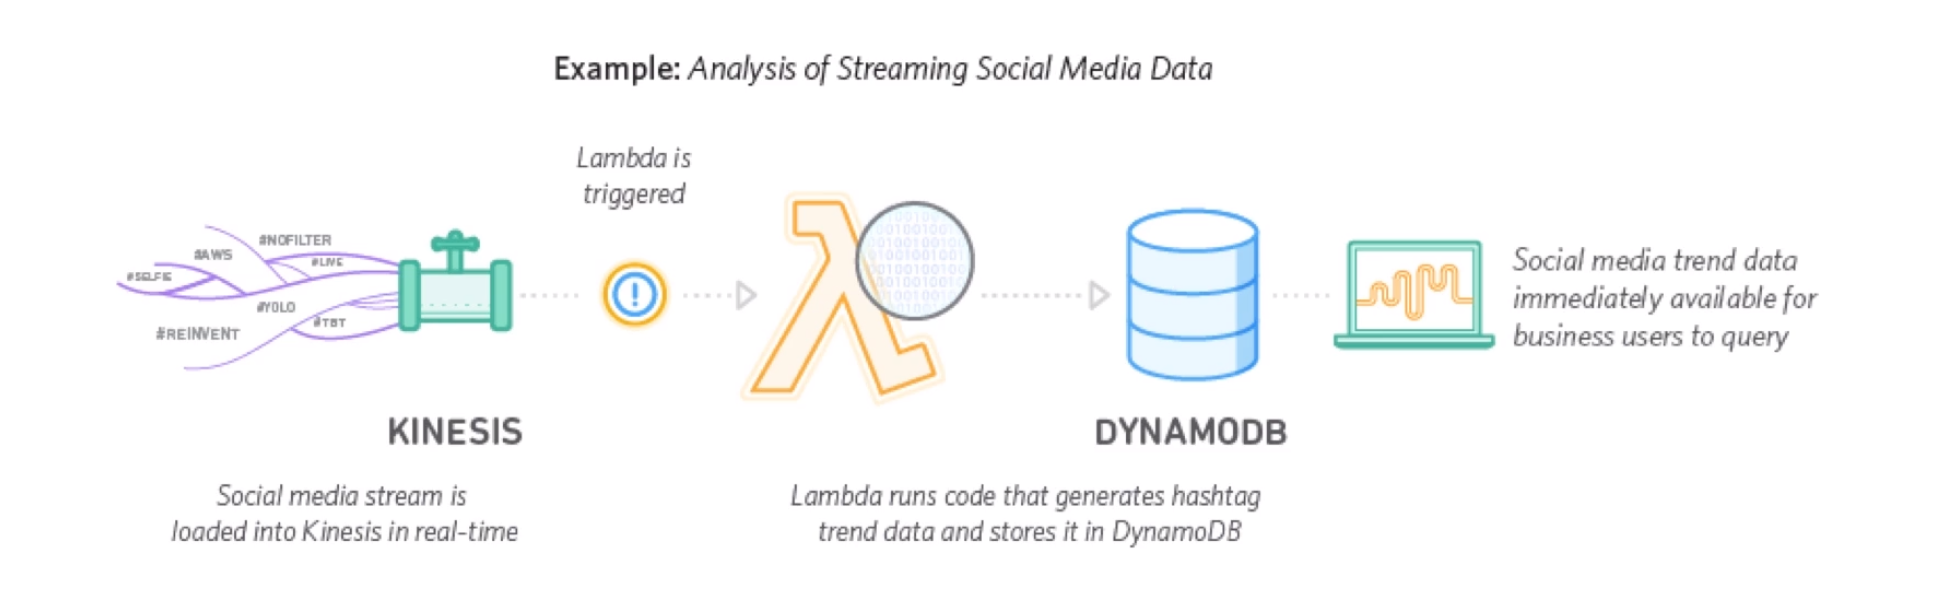 Example: Analysis of Streaming Social Media Data
Lambda is
triggered
#NOFILTER
#AWS
#LIVE
#SELFIE
#YOLO
#TBT
#REINVENT
Social media trend data
immediately available for
business users to query
KINESIS
DYNAMODB
Social media stream is
loaded into Kinesis in real-time
Lambda runs code that generates hashtag
trend data and stores it in DynamoDB